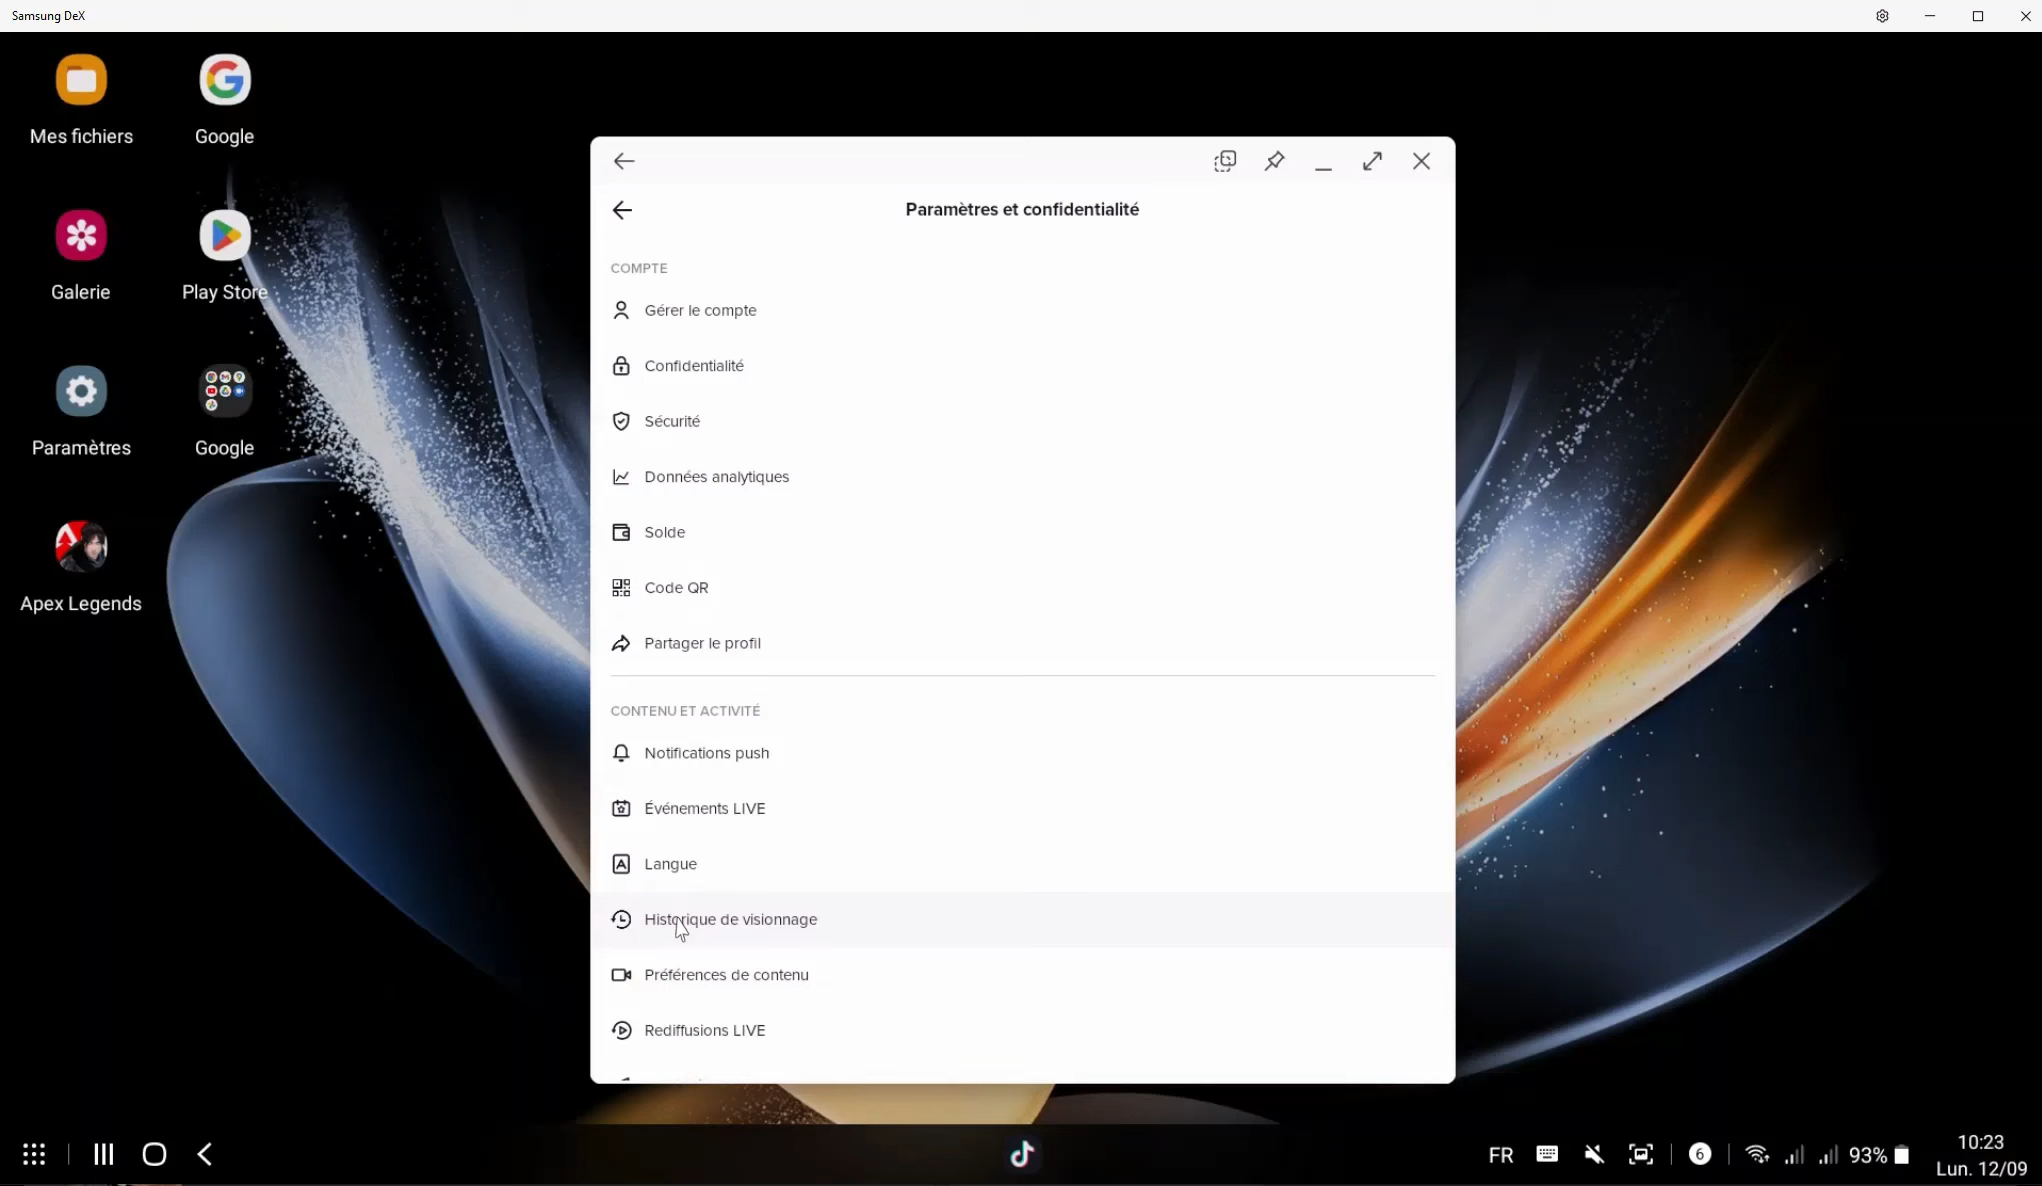 Samsung DeX
Mes fichiers
Google
Galerie
Play Store
Paramètres
Google
Apex Legends
Paramètres et confidentialité
COMPTE
Gérer le compte
Confidentialité
Sécurité
Données analytiques
Solde
Code QR
Partager le profil
CONTENU ET ACTIVITÉ
Notifications push
Événements LIVE
Langue
Historique de visionnage
Préférences de contenu
Rediffusions LIVE
FR
6
93%
10:23
Lun. 12/09